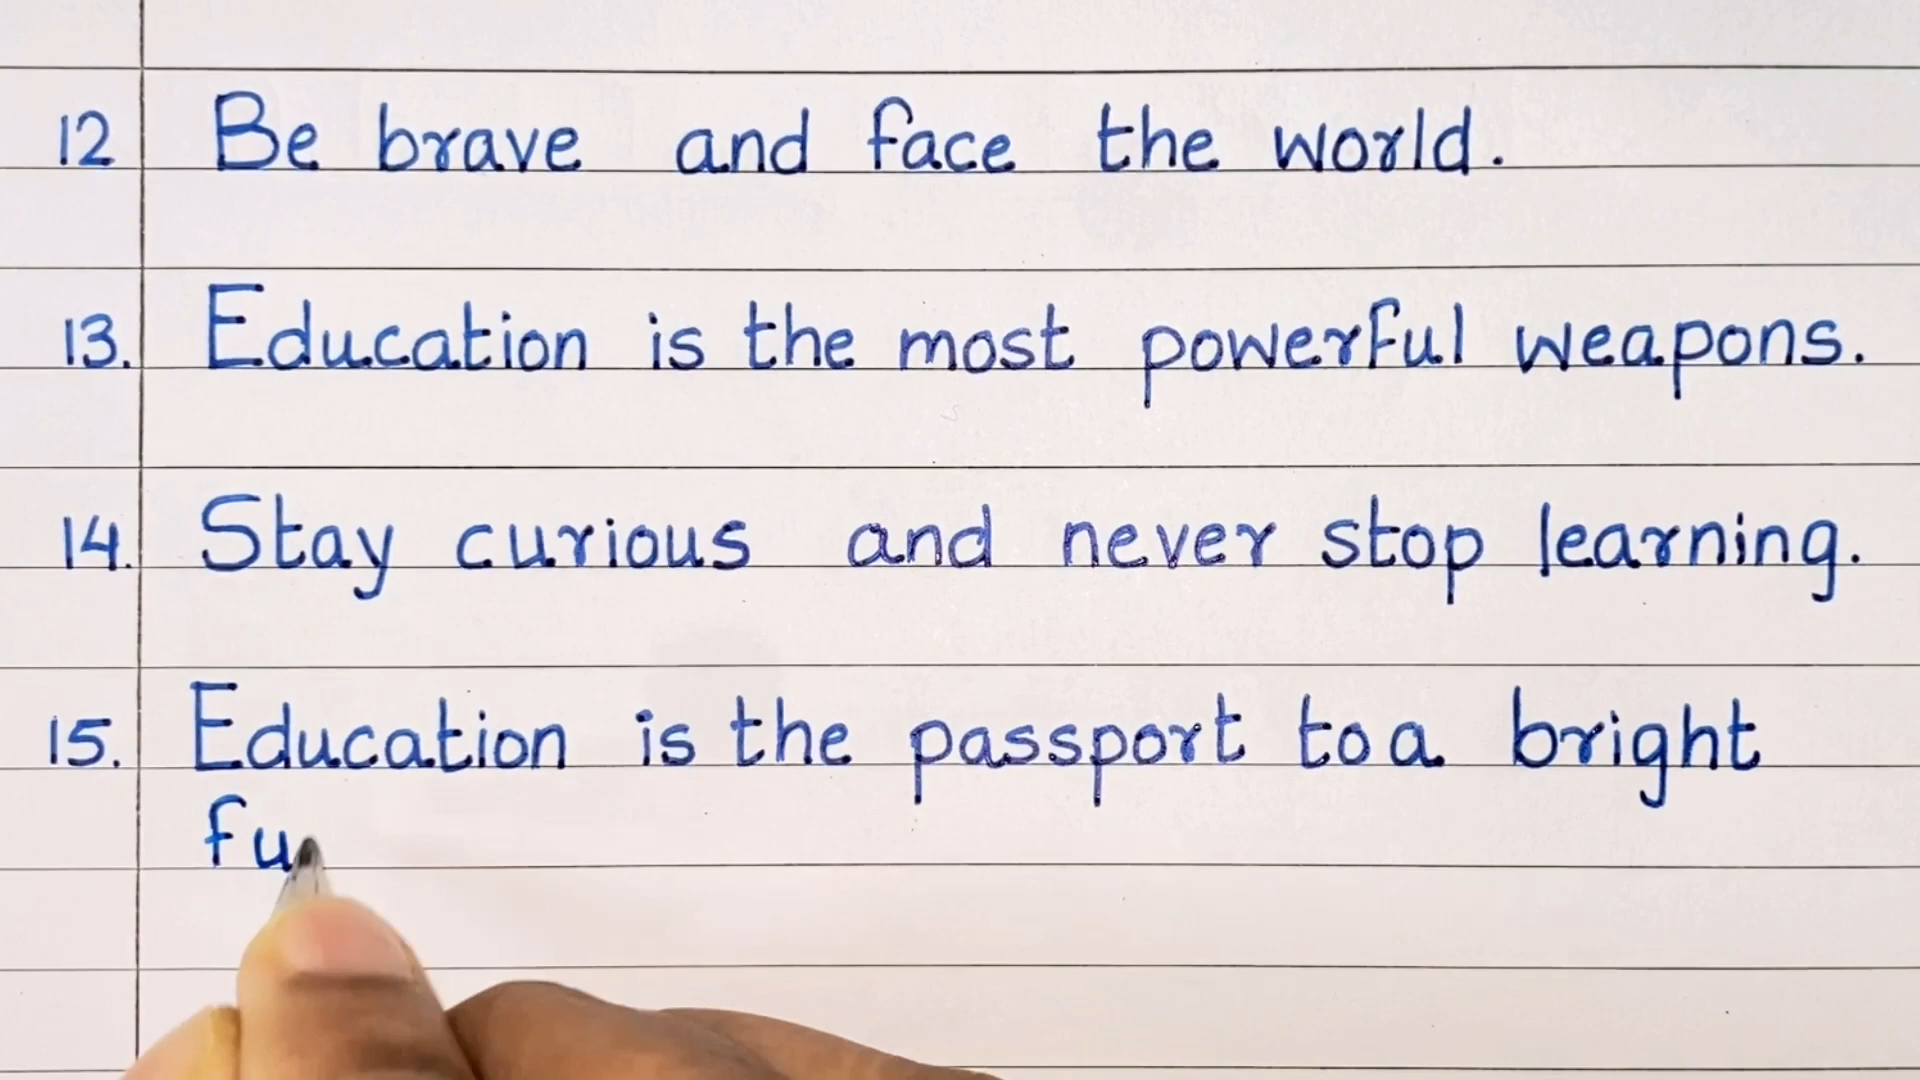 12 Be brave and face the world.
13. Education is the most powerful weapons.
14. Stay curious and never stop learning.
15. Education is the passport to a bright
fu